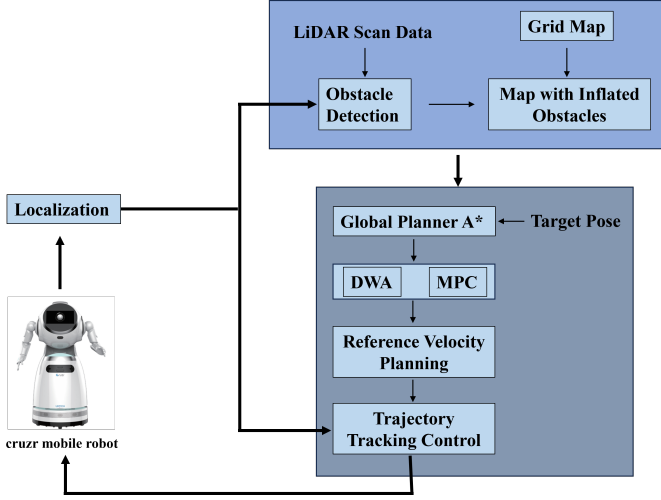 LiDAR Scan Data
Grid Map
Obstacle
Detection
Map with Inflated
Obstacles
Localization
Global Planner A*
Target Pose
DWA
MPC
Reference Velocity
Planning
Trajectory
Tracking Control
cruzr mobile robot